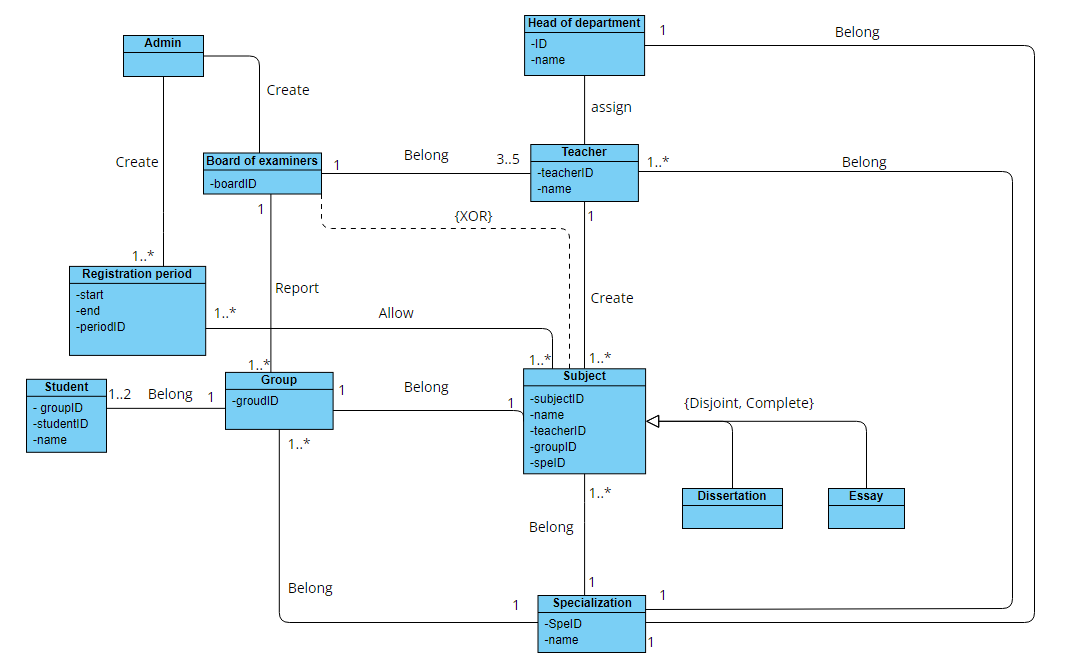 Head of department
-ID
-name
1
Belong
Admin
Create
assign
Create
Board of examiners
-boardID
1
Belong
3..5
Teacher
-teacherID
-name
1..*
Belong
1
{XOR}
1
1..*
Registration period
-start
-end
-periodID
Report
Create
1..*
Allow
1..*
1..*
1..*
Student
- groupID
-studentID
-name
1..2
Belong
1
Group
-groudID
1
Belong
1
Subject
-subjectID
-name
-teacherID
-groupID
-speID
{Disjoint, Complete}
1..*
1..*
Dissertation
Essay
Belong
Belong
1
1
1
Specialization
-SpeID
-name
1